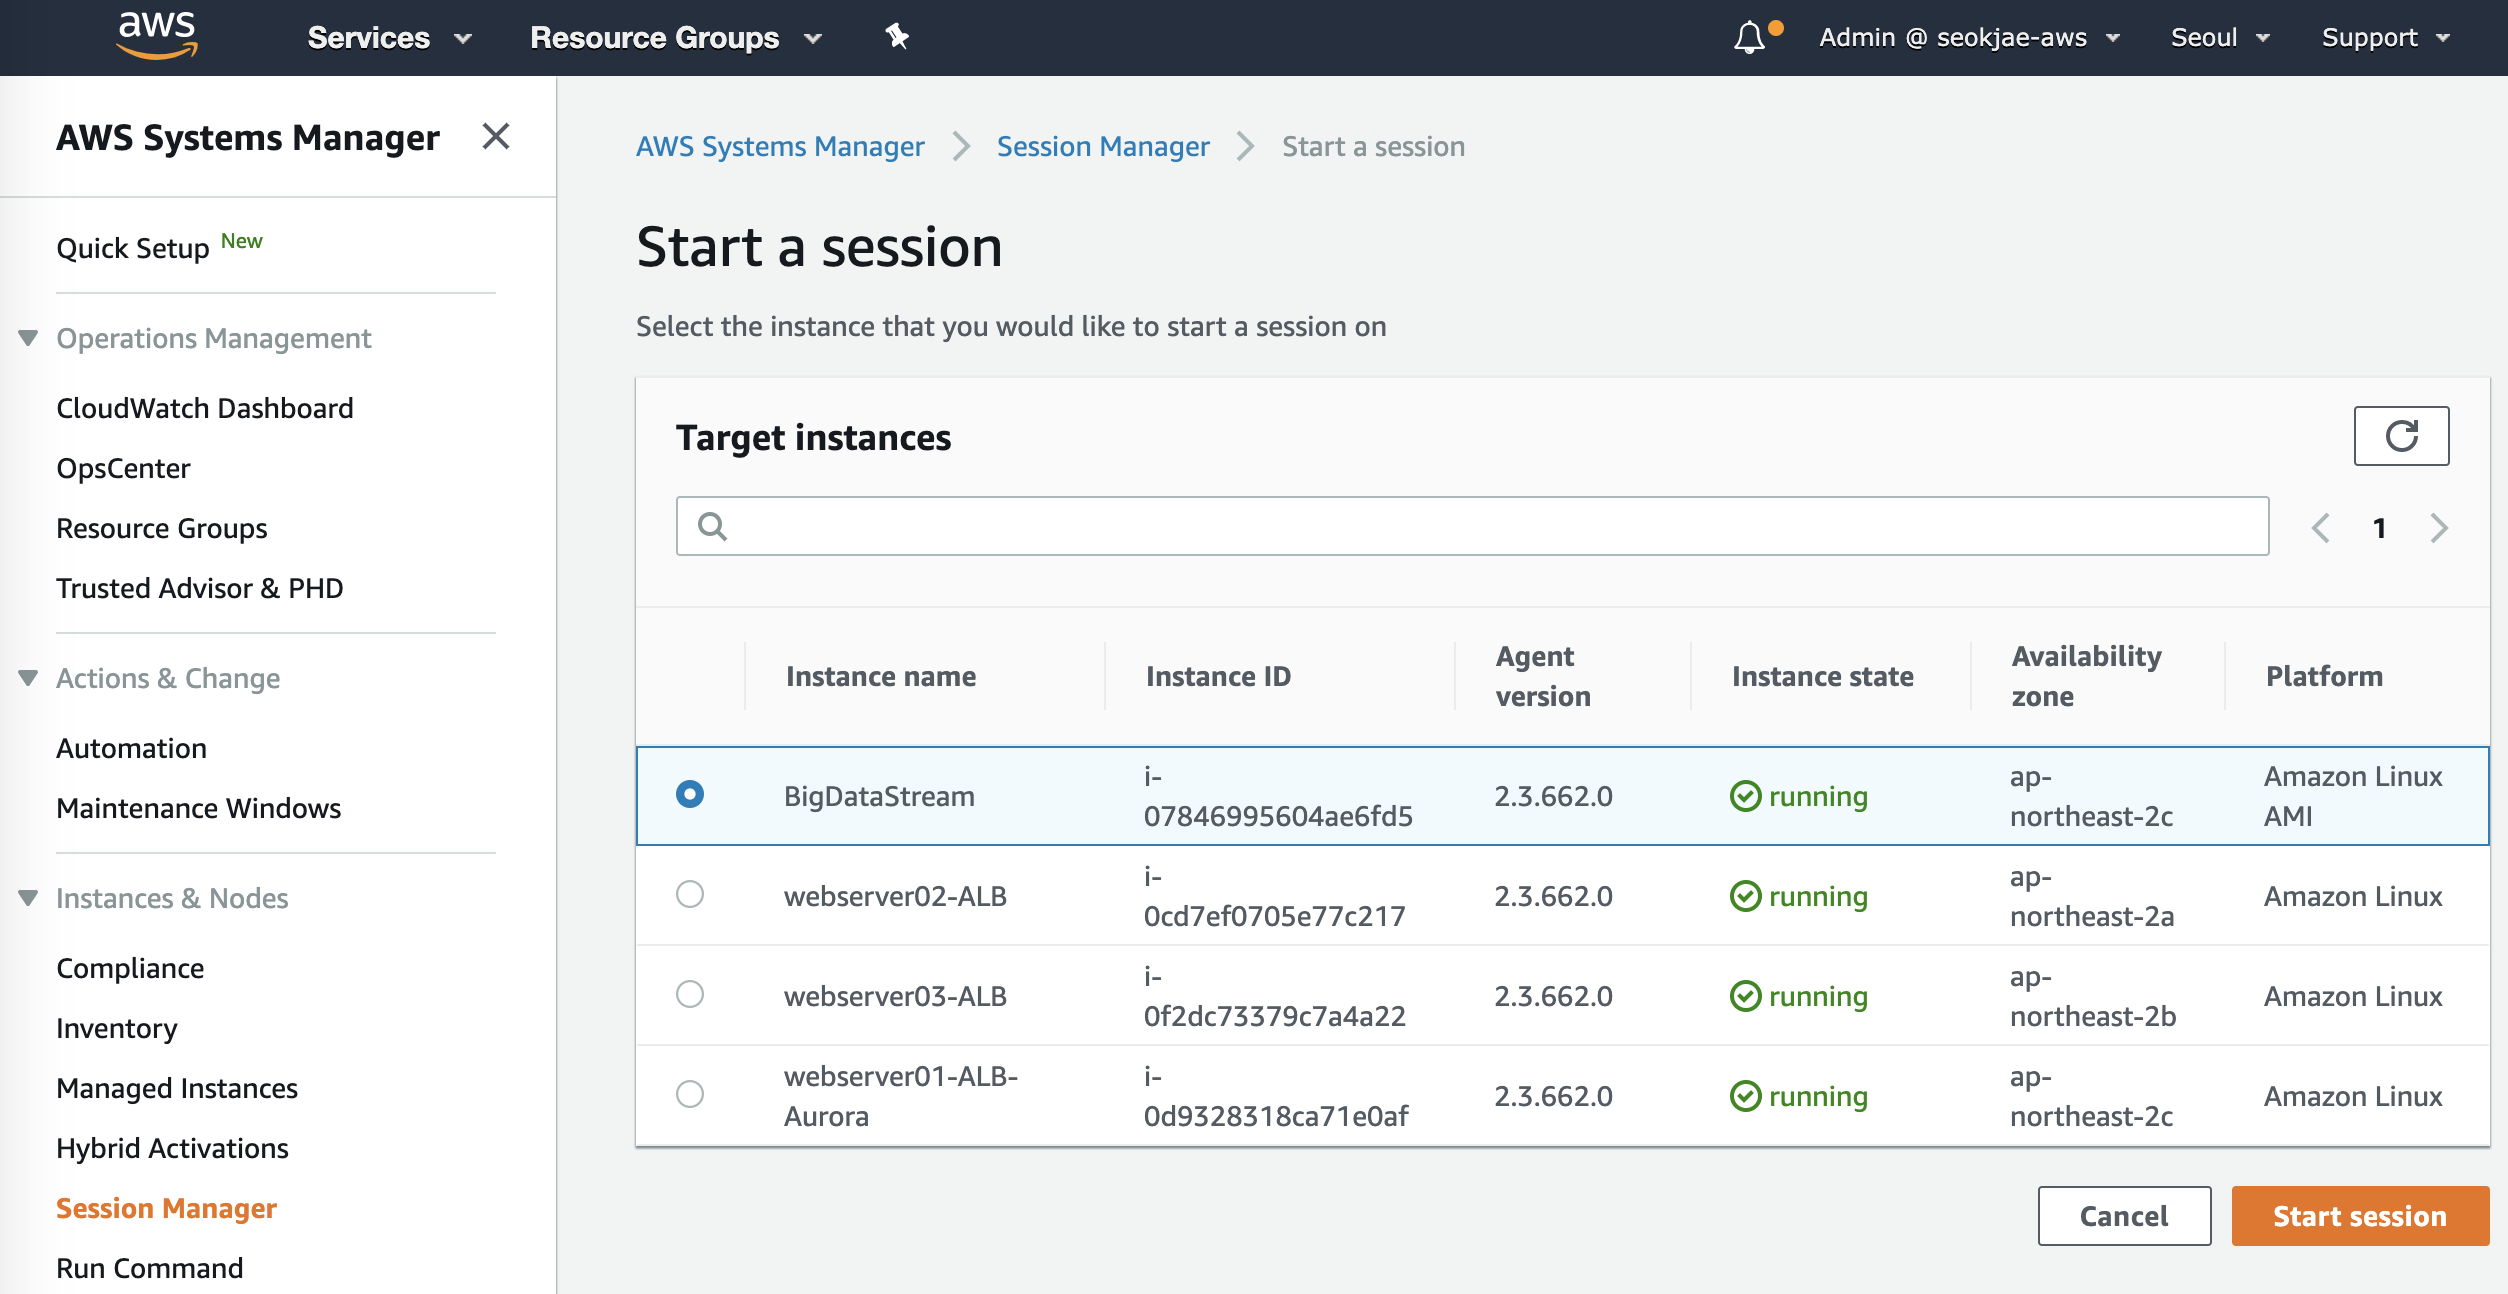 aws
Services
Resource Groups
Admin @ seokjae-aws
Seoul
Support
AWS Systems Manager
Quick Setup New
Operations Management
CloudWatch Dashboard
OpsCenter
Resource Groups
Trusted Advisor & PHD
Actions & Change
Automation
Maintenance Windows
Instances & Nodes
Compliance
Inventory
Managed Instances
Hybrid Activations
Session Manager
Run Command
AWS Systems Manager
Session Manager
Start a session
Start a session
Select the instance that you would like to start a session on
Target instances
1
Instance name
Instance ID
Agent
version
Instance state
Availability
zone
Platform
BigDataStream
i-
07846995604ae6fd5
2.3.662.0
running
ap-
northeast-2c
Amazon Linux
AMI
webserver02-ALB
i-
0cd7ef0705e77c217
2.3.662.0
running
ap-
northeast-2a
Amazon Linux
webserver03-ALB
i-
0f2dc73379c7a4a22
2.3.662.0
running
ap-
northeast-2b
Amazon Linux
webserver01-ALB-
Aurora
i-
0d9328318ca71e0af
2.3.662.0
running
ap-
northeast-2c
Amazon Linux
Cancel
Start session